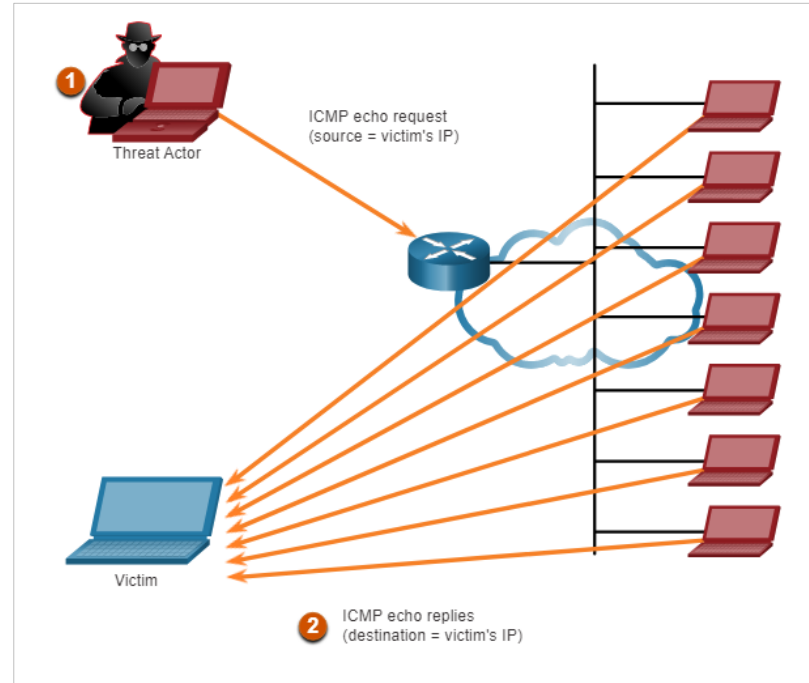 1
Threat Actor
ICMP echo request
(source = victim's IP)
Victim
2
ICMP echo replies
(destination = victim's IP)